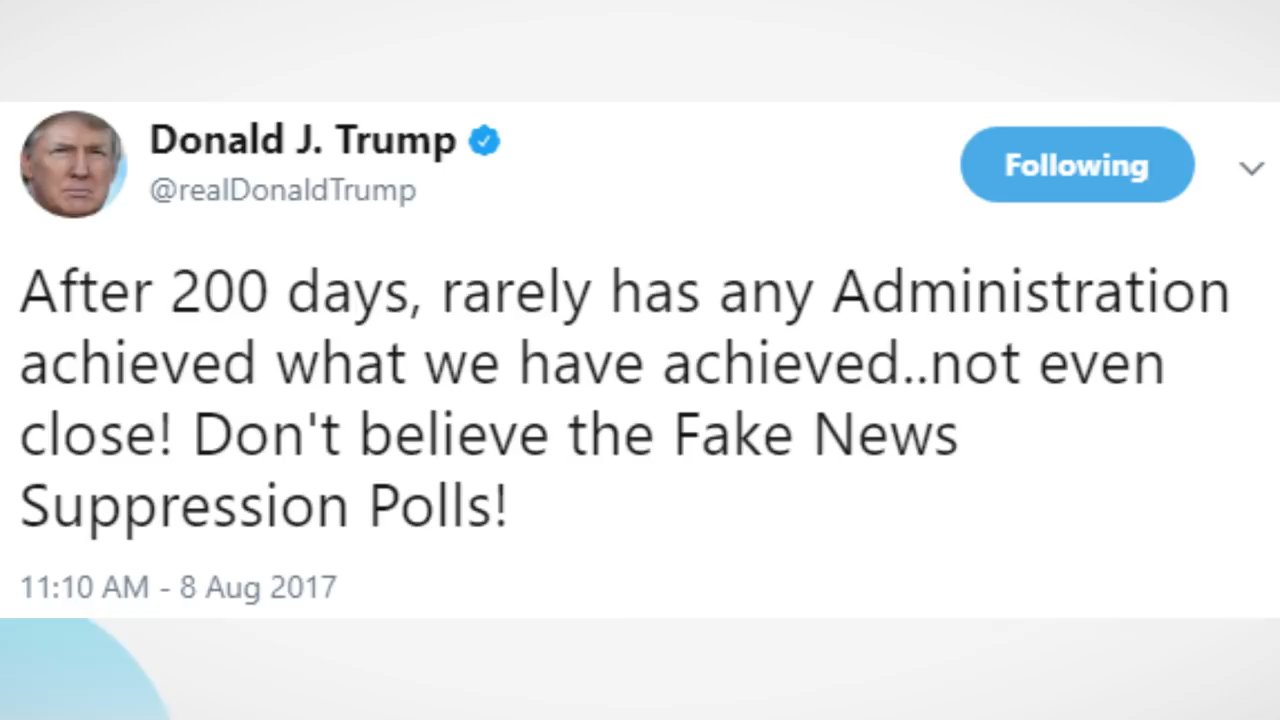 Donald J. Trump
@realDonaldTrump
Following
After 200 days, rarely has any Administration
achieved what we have achieved..not even
close! Don't believe the Fake News
Suppression Polls!
11:10 AM - 8 Aug 2017